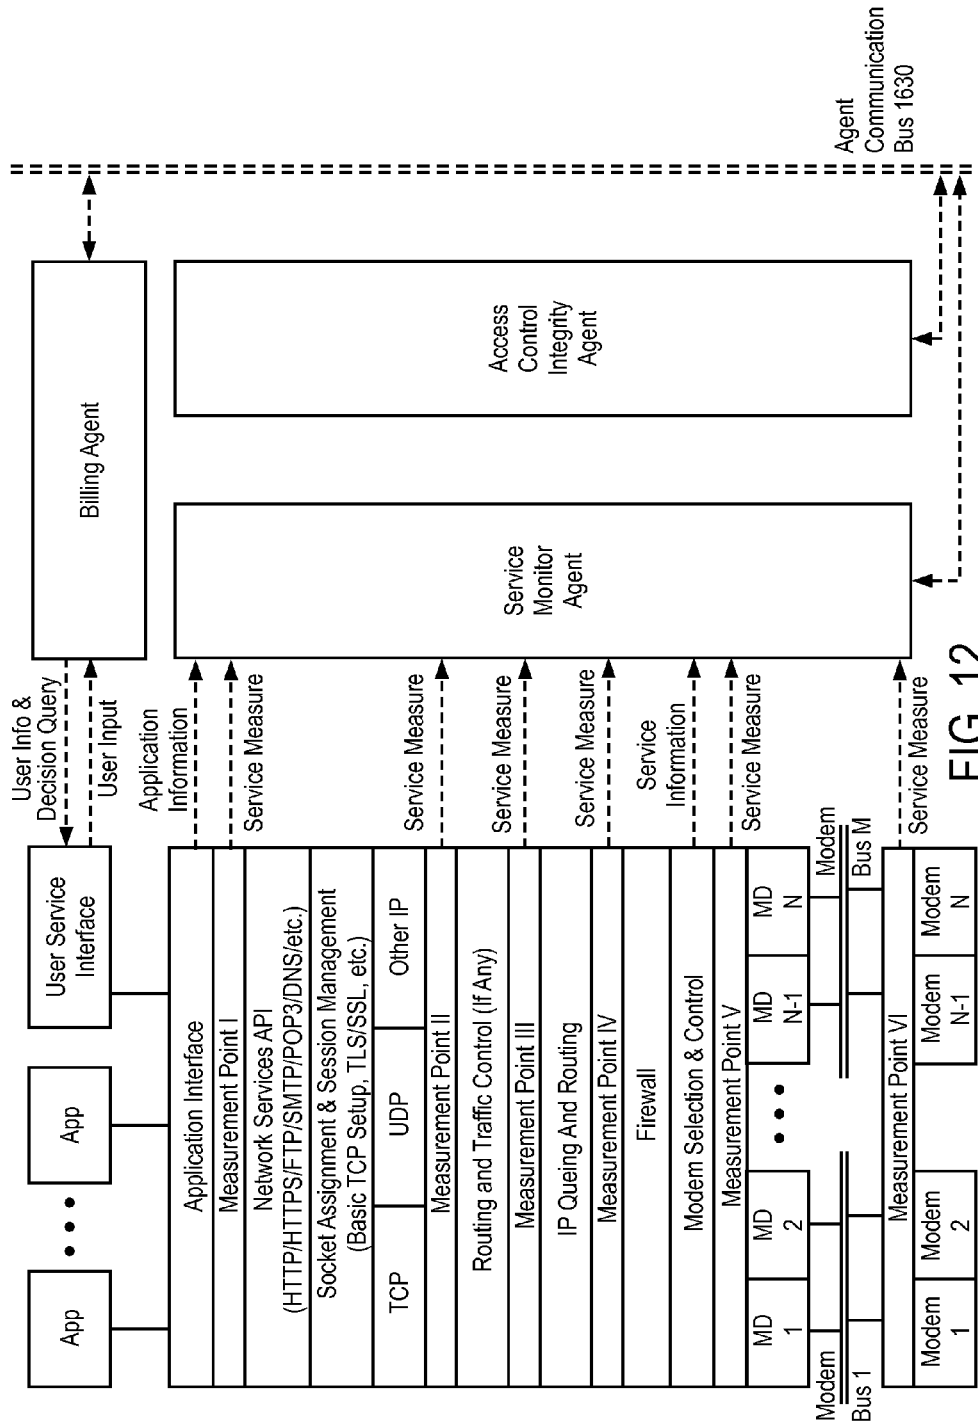 App
App
User Service
Interface
User Info &
Decision Query
User Input
Billing Agent
Application Interface
Measurement Point I
Network Services API
(HTTP/HTTPS/FTP/SMTP/POP3/DNS/etc.)
Socket Assignment & Session Management
(Basic TCP Setup, TLS/SSL, etc.)
TCP
UDP
Other IP
Measurement Point II
Routing and Traffic Control (If Any)
Measurement Point III
IP Queing And Routing
Measurement Point IV
Firewall
Modem Selection & Control
Measurement Point V
MD
1
MD
2
MD
N-1
MD
N
Modem
Bus 1
Modem
Bus M
Measurement Point VI
Modem
1
Modem
2
Modem
N-1
Modem
N
Application
Information
Service Measure
Service Measure
Service Measure
Service Measure
Service
Information
Service Measure
Service Measure
Service
Monitor
Agent
Access
Control
Integrity
Agent
Agent
Communication
Bus 1630
FIG. 12